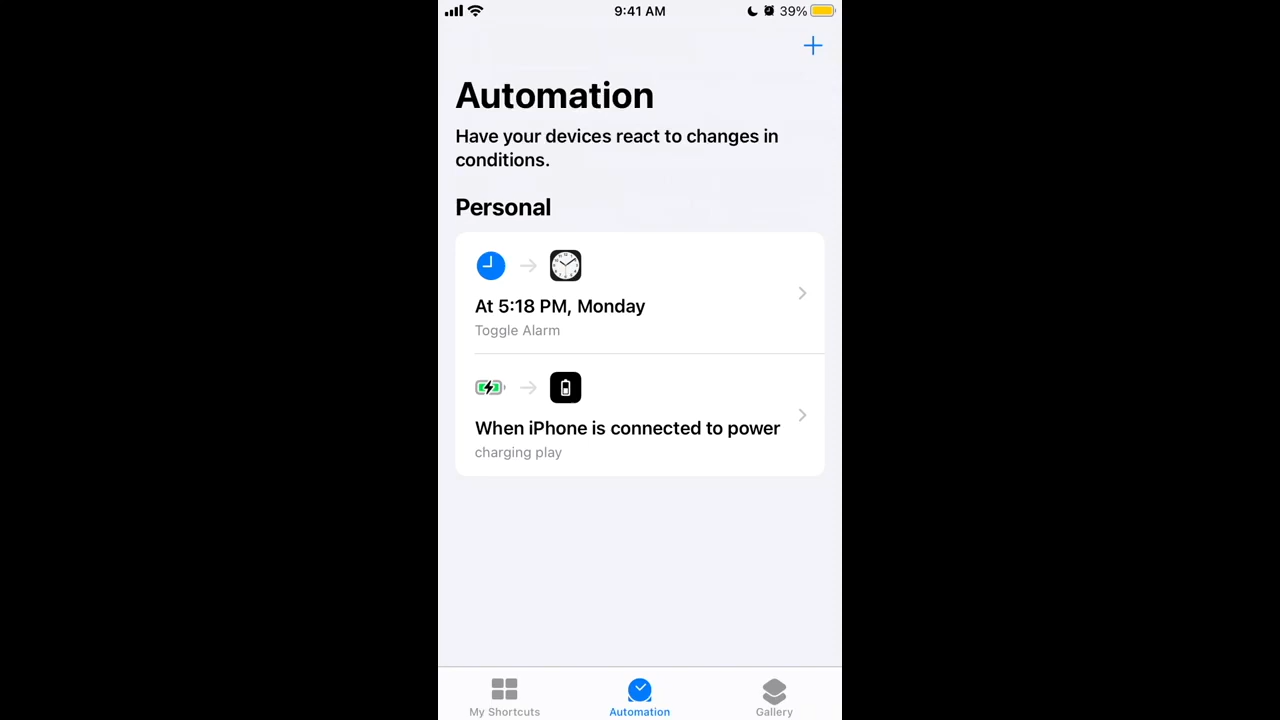 9:41 AM
39%
Automation
Have your devices react to changes in
conditions.
Personal
At 5:18 PM, Monday
Toggle Alarm
When iPhone is connected to power
charging play
My Shortcuts
Automation
Gallery